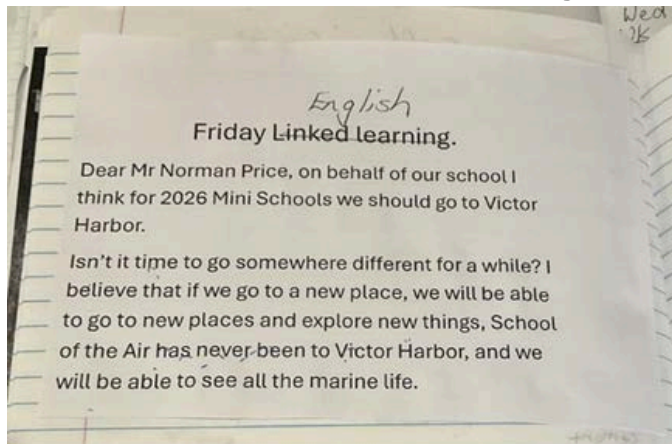 Wed
English
Friday Linked learning.
Dear Mr Norman Price, on behalf of our school I
think for 2026 Mini Schools we should go to Victor
Harbor.
Isn't it time to go somewhere different for a while? I
believe that if we go to a new place, we will be able
to go to new places and explore new things, School
of the Air has never been to Victor Harbor, and we
will be able to see all the marine life.